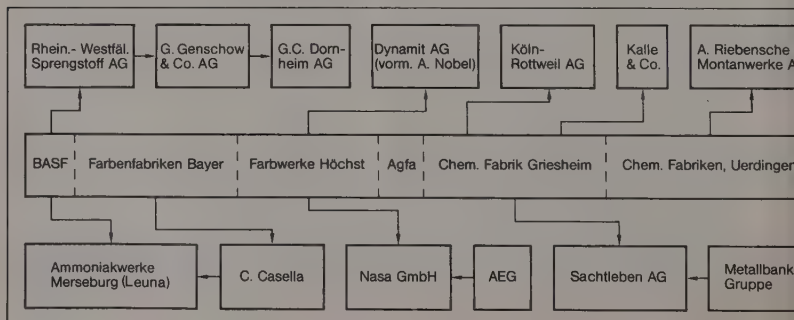 Rhein.- Westfäl.
Sprengstoff AG
G. Genschow
& Co. AG
G.C. Dorn-
heim AG
Dynamit AG
(vorm. A. Nobel)
Köln-
Rottweil AG
Kalle
& Co.
A. Riebensche
Montanwerke A
BASF
Farbenfabriken Bayer
Farbwerke Höchst
Agfa
Chem. Fabrik Griesheim
Chem. Fabriken, Uerdingen
Ammoniakwerke
Merseburg (Leuna)
C. Casella
Nasa GmbH
AEG
Sachtleben AG
Metallbank
Gruppe